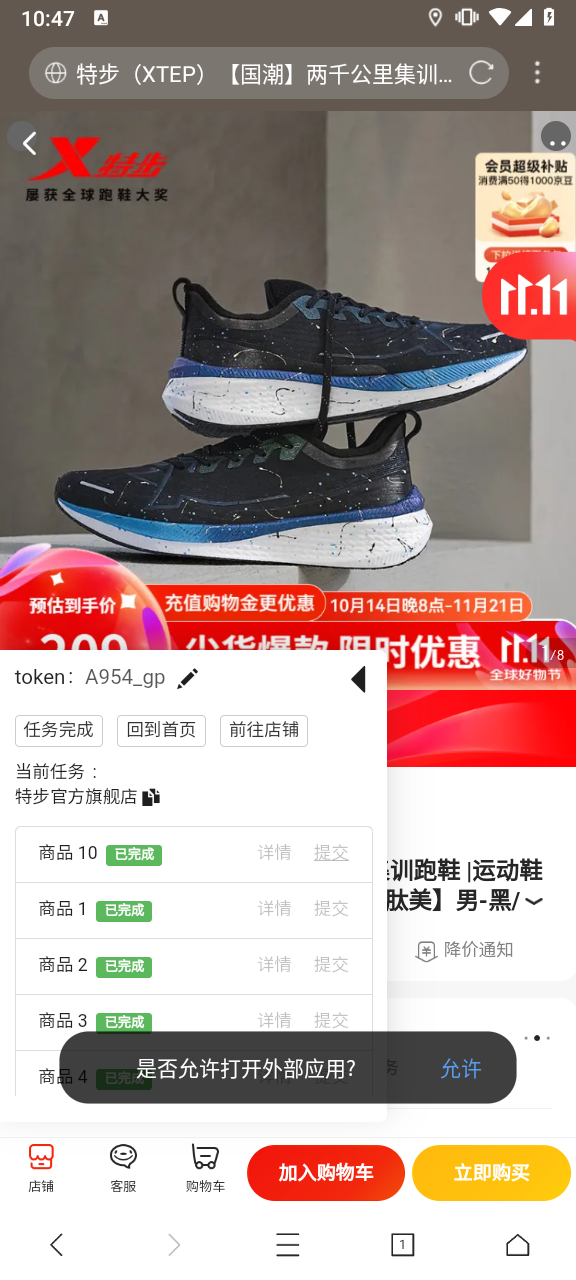 10:47
A
特步（XTEP）【国潮】两千公里集训...
X 特步
屡获全球跑鞋大奖
会员超级补贴
消费满50得1000京豆
11.11
预估到手价
充值购物金更优惠
10月14日晚8点-11月21日
限时优惠
11.11
全球好物节
/8
token： A954_gp
任务完成
回到首页
前往店铺
当前任务：
特步官方旗舰店
商品 10 已完成 详情 提交
商品 1 已完成 详情 提交
商品 2 已完成 详情 提交
商品 3 已完成 详情 提交
商品 4 已完成
训跑鞋 |运动鞋
肽美】男-黑/
降价通知
是否允许打开外部应用?
允许
务
店铺
客服
购物车
加入购物车
立即购买
1